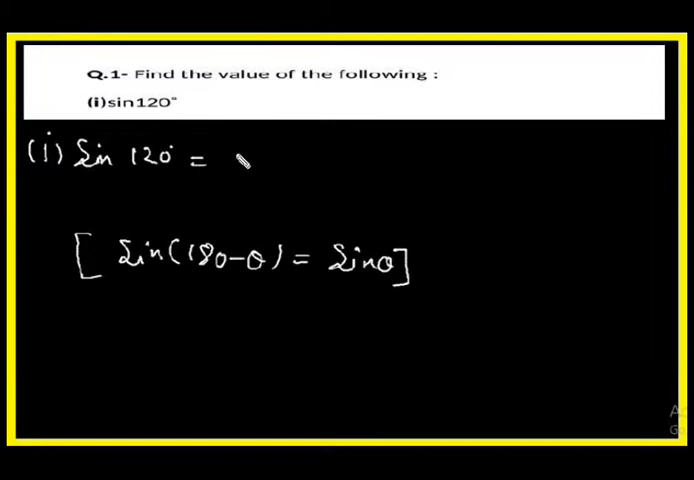 Q.1- Find the value of the following :
(i)sin120°
(i) Sin 120° =
[ Sin(180-θ) = Sinθ]